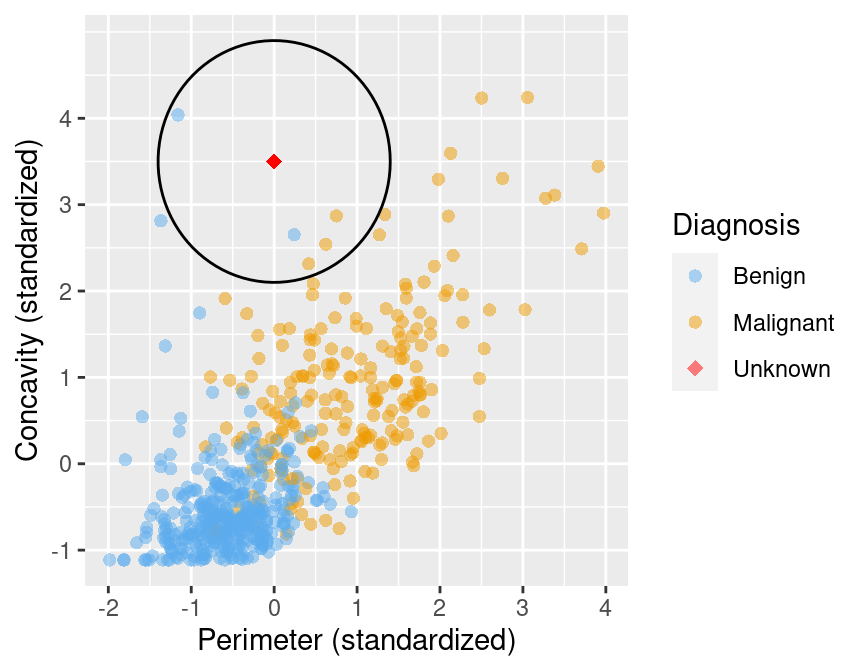 4
3
2
1
0
-1
-2 -1 0 1 2 3 4
Perimeter (standardized)
Concavity (standardized)
Diagnosis
Benign
Malignant
Unknown